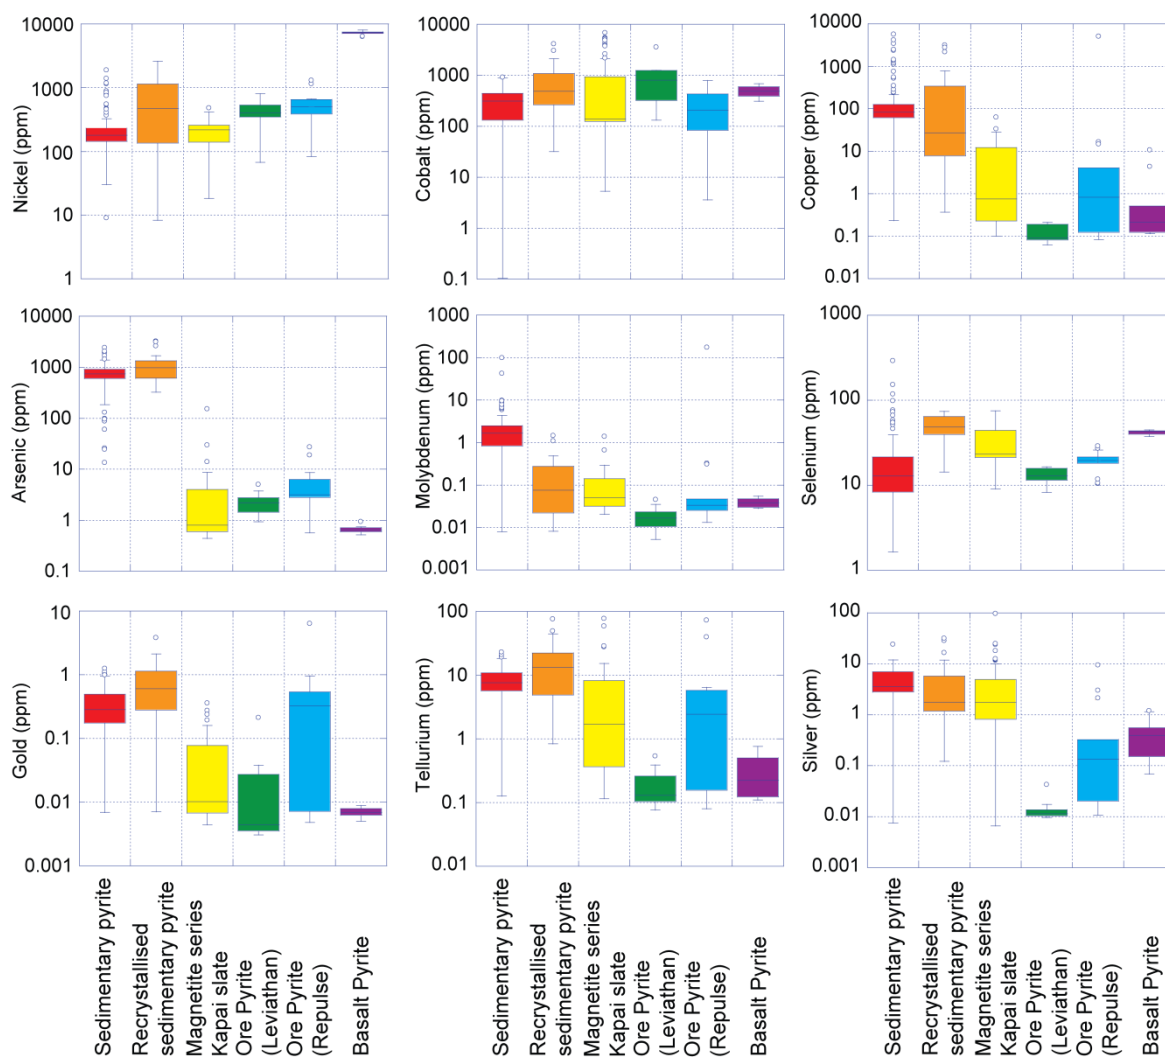 Nickel (ppm)
10000
1000
100
10
1
Cobalt (ppm)
10000
1000
100
10
1
0.1
Copper (ppm)
10000
1000
100
10
1
0.1
0.01
Arsenic (ppm)
10000
1000
100
10
1
0.1
Molybdenum (ppm)
1000
100
10
1
0.1
0.01
0.001
Selenium (ppm)
1000
100
10
1
Gold (ppm)
10
1
0.1
0.01
0.001
Tellurium (ppm)
100
10
1
0.1
0.01
Silver (ppm)
100
10
1
0.1
0.01
0.001
Sedimentary pyrite
Recrystallised
sedimentary pyrite
Magnetite series
Kapai slate
Ore Pyrite
(Leviathan)
Ore Pyrite
(Repulse)
Basalt Pyrite
Sedimentary pyrite
Recrystallised
sedimentary pyrite
Magnetite series
Kapai slate
Ore Pyrite
(Leviathan)
Ore Pyrite
(Repulse)
Basalt Pyrite
Sedimentary pyrite
Recrystallised
sedimentary pyrite
Magnetite series
Kapai slate
Ore Pyrite
(Leviathan)
Ore Pyrite
(Repulse)
Basalt Pyrite